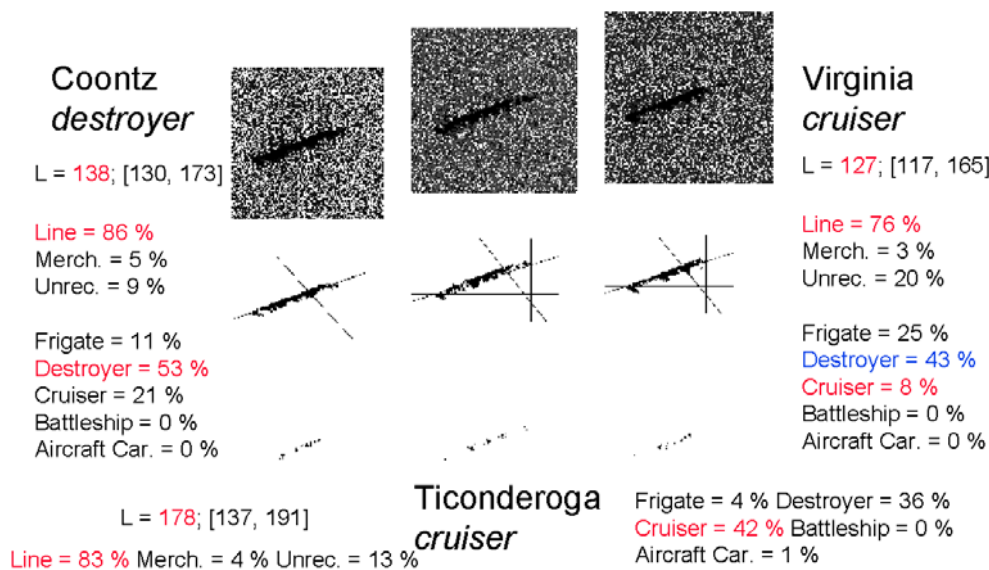 Coontz
destroyer
L = 138; [130, 173]
Line = 86 %
Merch. = 5 %
Unrec. = 9 %
Frigate = 11 %
Destroyer = 53 %
Cruiser = 21 %
Battleship = 0 %
Aircraft Car. = 0 %
Virginia
cruiser
L = 127; [117, 165]
Line = 76 %
Merch. = 3 %
Unrec. = 20 %
Frigate = 25 %
Destroyer = 43 %
Cruiser = 8 %
Battleship = 0 %
Aircraft Car. = 0 %
L = 178; [137, 191]
Line = 83 % Merch. = 4 % Unrec. = 13 %
Ticonderoga
cruiser
Frigate = 4 % Destroyer = 36 %
Cruiser = 42 % Battleship = 0 %
Aircraft Car. = 1 %